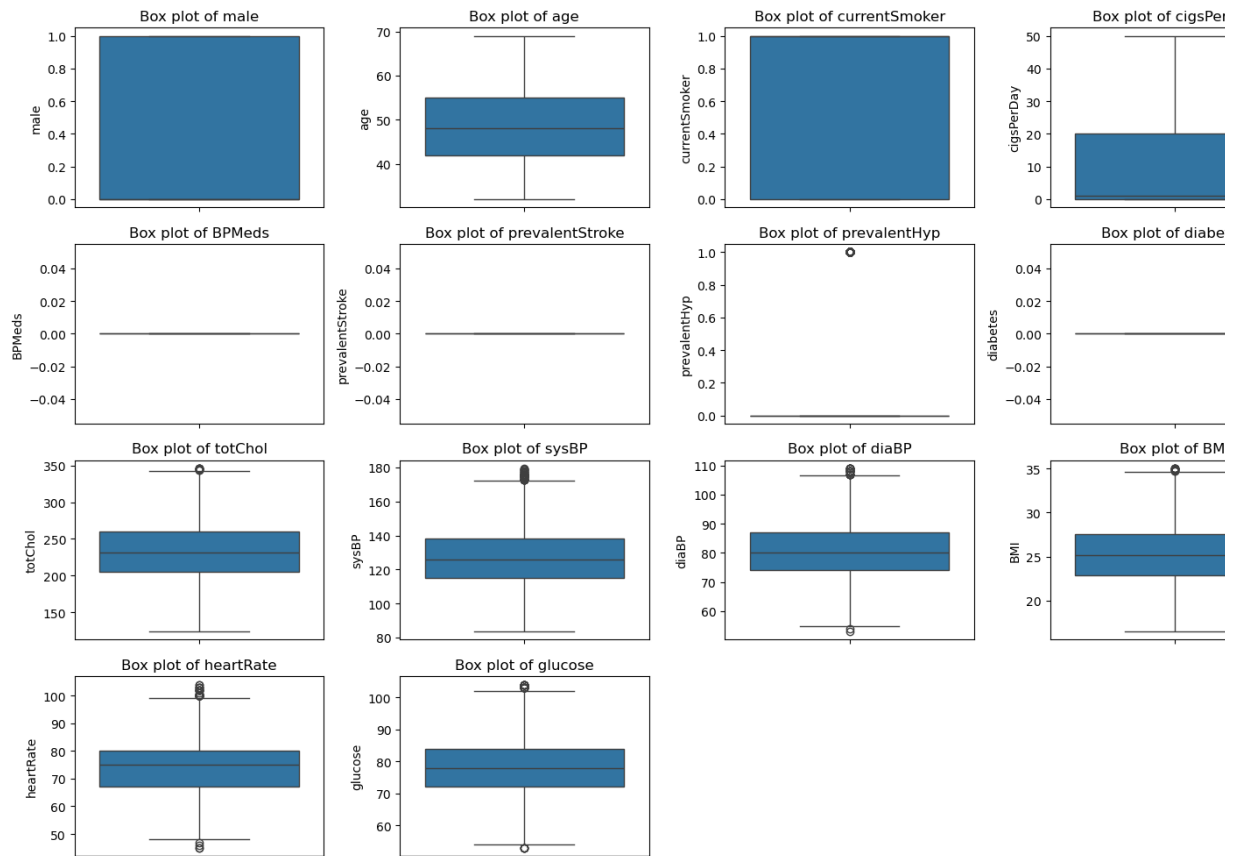 Box plot of male
1.0
0.8
0.6
0.4
0.2
0.0
male
Box plot of age
70
60
50
40
age
Box plot of currentSmoker
1.0
0.8
0.6
0.4
0.2
0.0
currentSmoker
Box plot of cigsPer
50
40
30
20
10
0
cigsPerDay
Box plot of BPMeds
0.04
0.02
0.00
−0.02
−0.04
BPMeds
Box plot of prevalentStroke
0.04
0.02
0.00
−0.02
−0.04
prevalentStroke
Box plot of prevalentHyp
1.0
0.8
0.6
0.4
0.2
0.0
prevalentHyp
Box plot of diabe
0.04
0.02
0.00
−0.02
−0.04
diabetes
Box plot of totChol
350
300
250
200
150
totChol
Box plot of sysBP
180
160
140
120
100
80
sysBP
Box plot of diaBP
110
100
90
80
70
60
diaBP
Box plot of BM
35
30
25
20
BMI
Box plot of heartRate
100
90
80
70
60
50
heartRate
Box plot of glucose
100
90
80
70
60
glucose